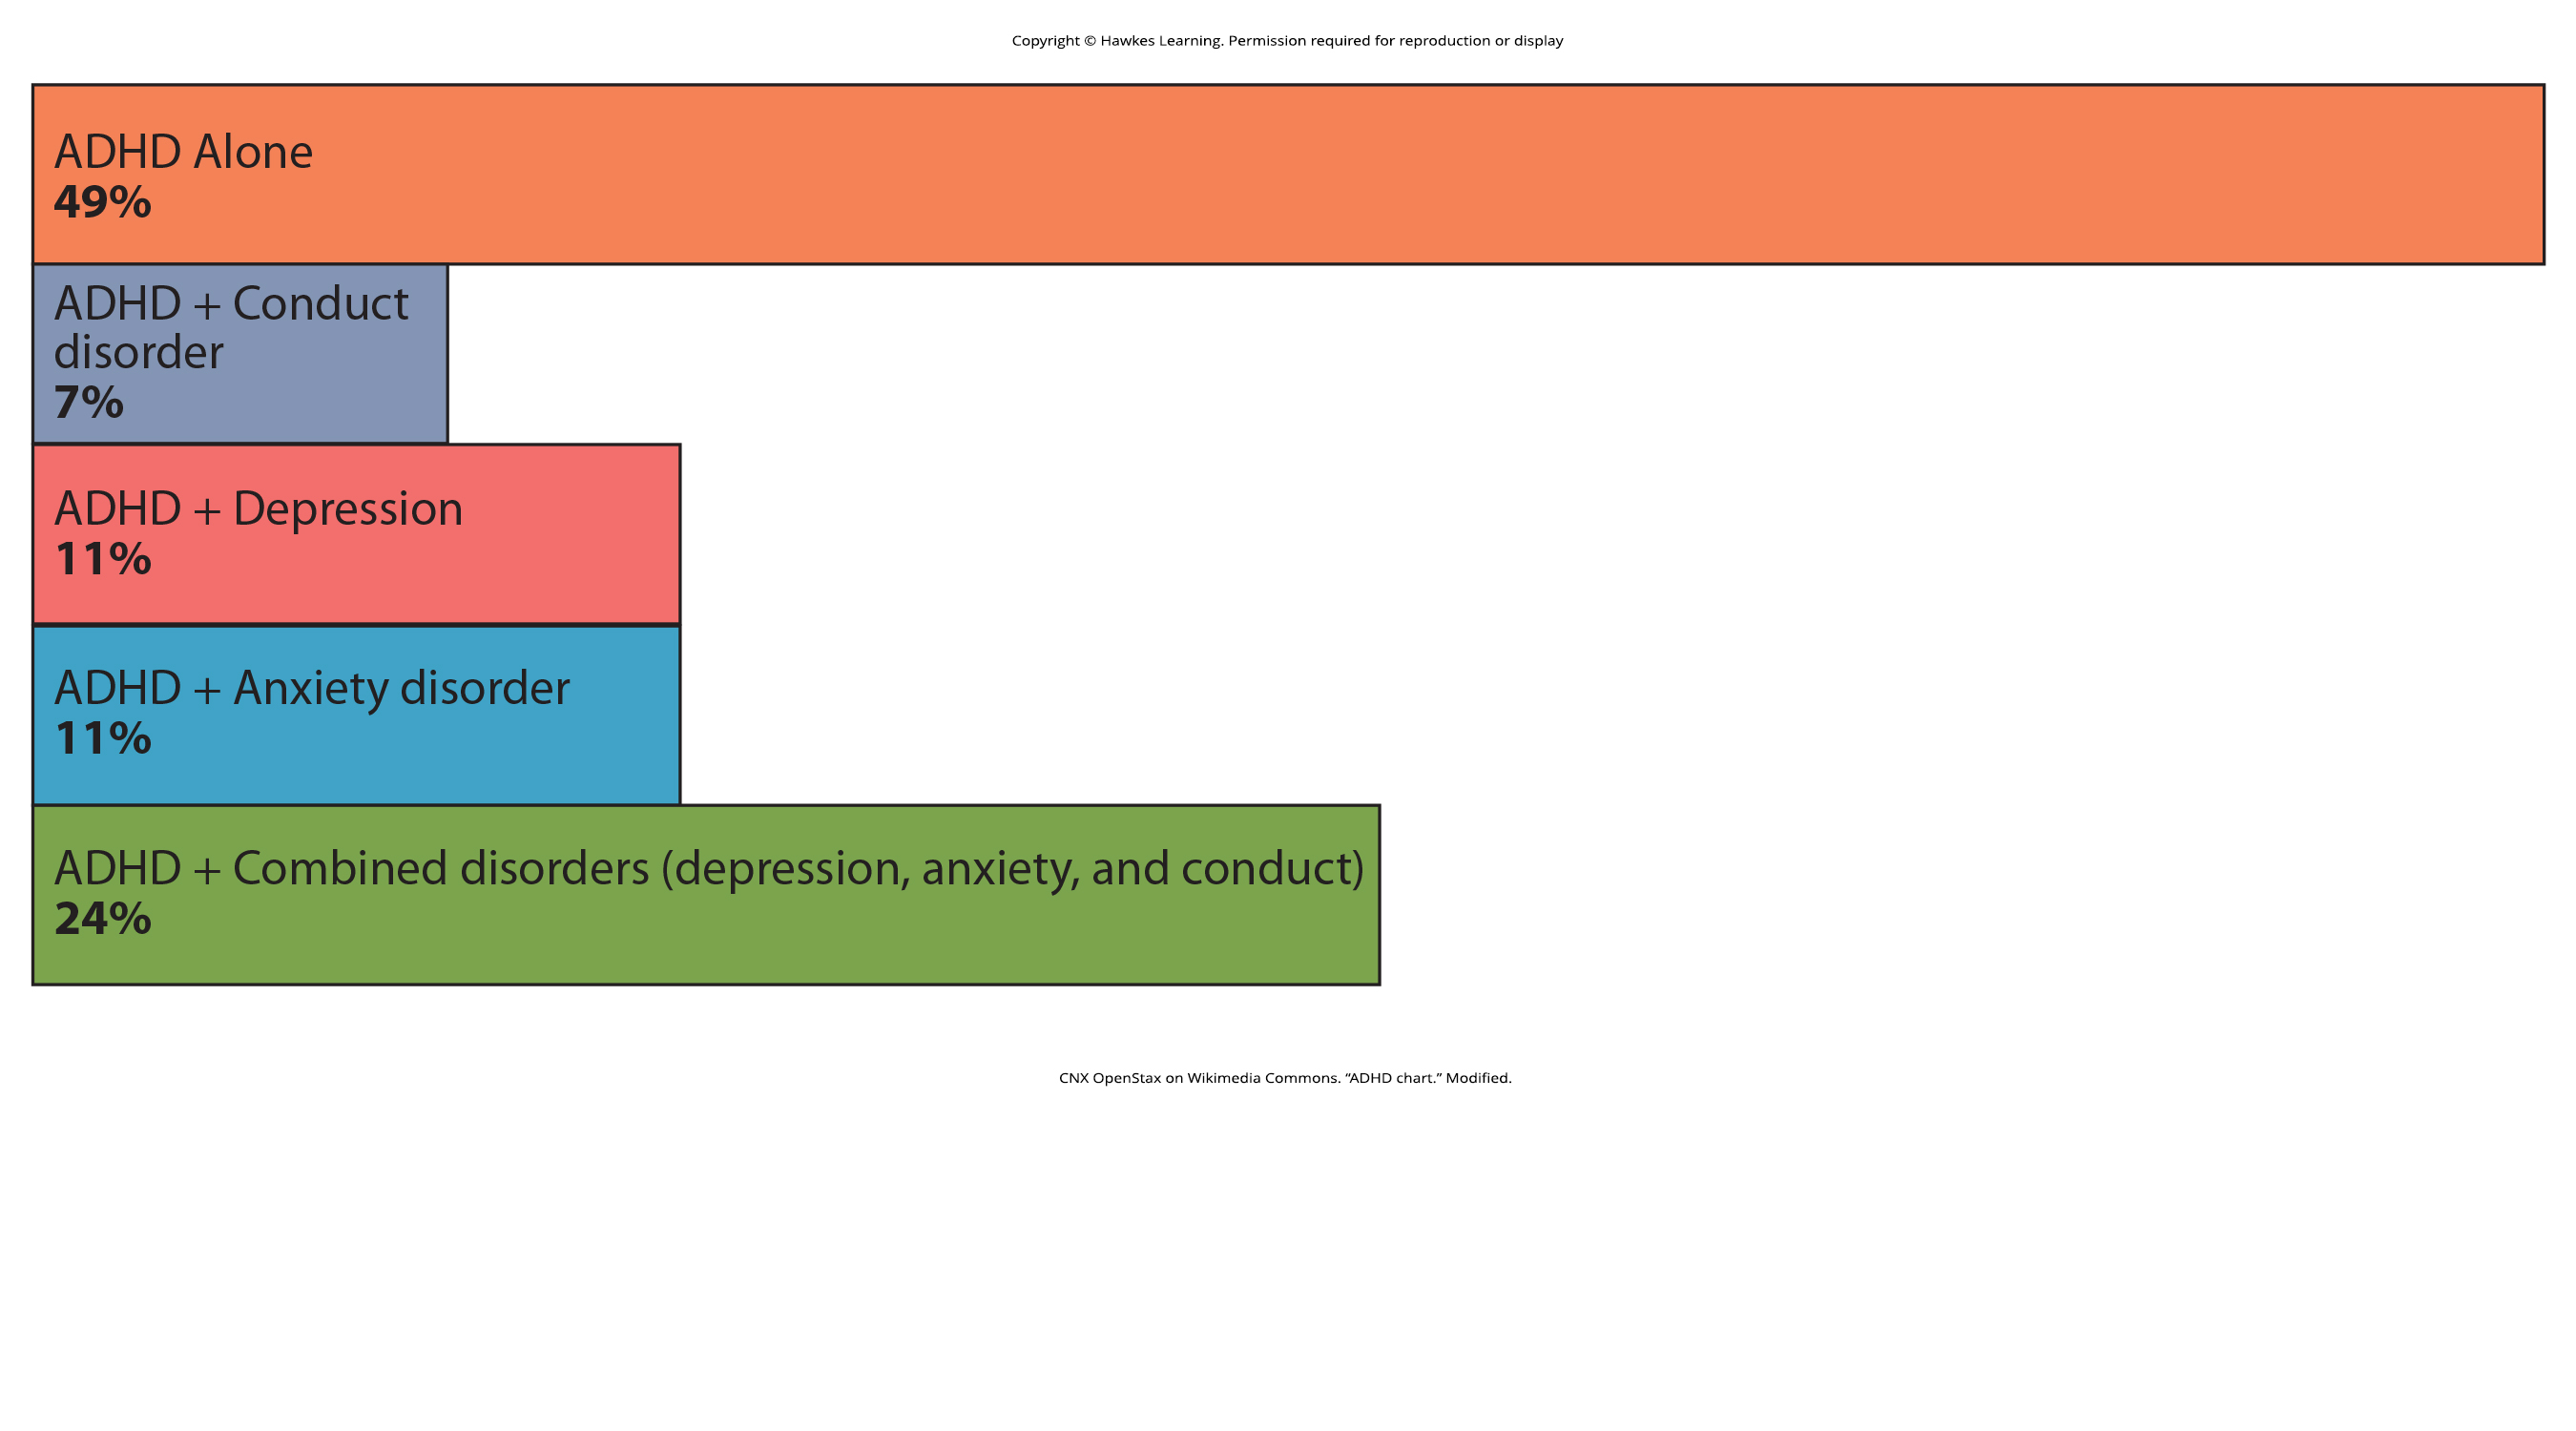 Copyright © Hawkes Learning. Permission required for reproduction or display
ADHD Alone
49%
ADHD + Conduct
disorder
7%
ADHD + Depression
11%
ADHD + Anxiety disorder
11%
ADHD + Combined disorders (depression, anxiety, and conduct)
24%
CNX OpenStax on Wikimedia Commons. “ADHD chart.” Modified.